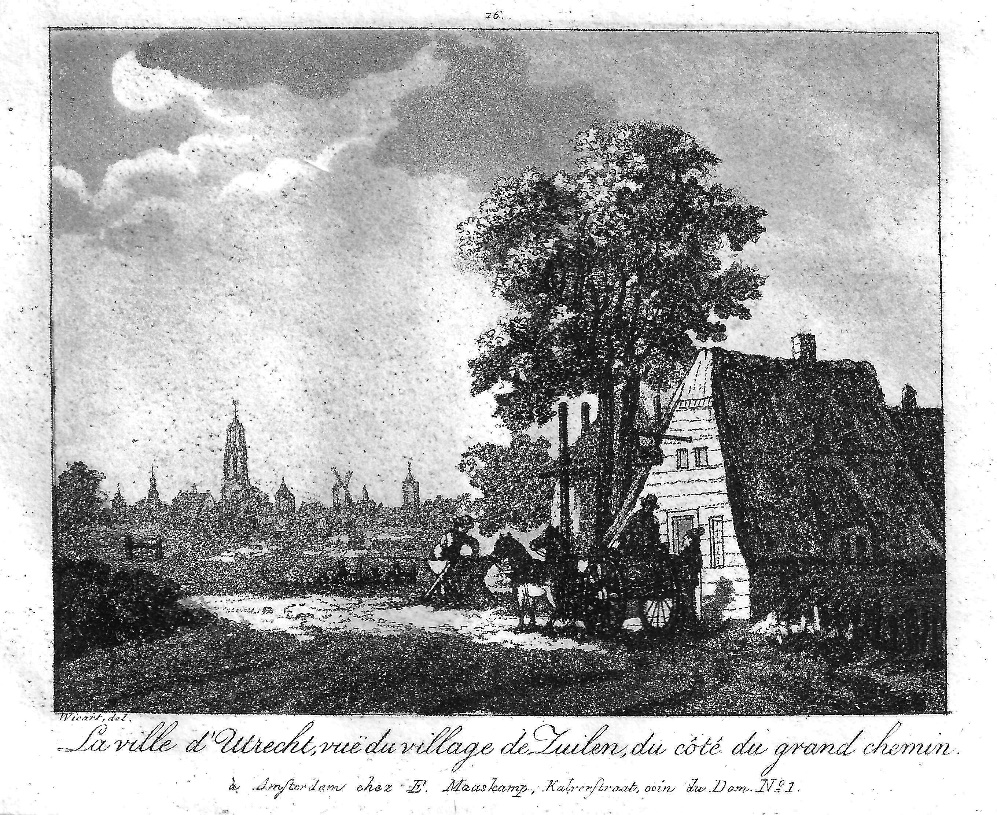 16.
Wicart, del.
La ville d'Utrecht, vuë du village de Zuilen, du côté du grand chemin.
à Amsterdam chez E. Maaskamp, Kalverstraat, coin du Dam. Nº 1.